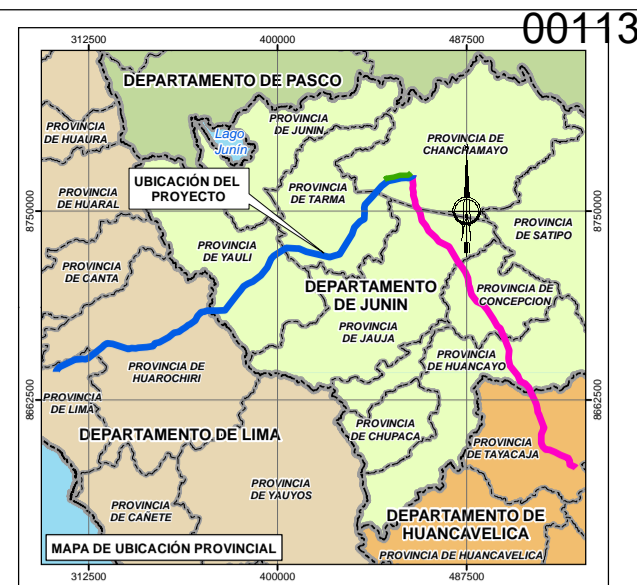 00113
312500
400000
487500
DEPARTAMENTO DE PASCO
PROVINCIA
DE HUAURA
Lago
Junín
PROVINCIA
DE JUNIN
PROVINCIA DE
CHANCHAMAYO
UBICACIÓN DEL
PROYECTO
PROVINCIA
DE HUARAL
PROVINCIA
DE TARMA
8750000
8750000
PROVINCIA
DE SATIPO
PROVINCIA
DE YAULI
PROVINCIA
DE CANTA
DEPARTAMENTO
DE JUNIN
PROVINCIA DE
CONCEPCION
PROVINCIA
DE JAUJA
PROVINCIA DE
HUAROCHIRI
PROVINCIA
DE HUANCAYO
8662500
8662500
PROVINCIA
DE LIMA
DEPARTAMENTO DE LIMA
PROVINCIA
DE CHUPACA
PROVINCIA
DE TAYACAJA
PROVINCIA
DE YAUYOS
PROVINCIA
DE CAÑETE
DEPARTAMENTO DE
HUANCAVELICA
MAPA DE UBICACIÓN PROVINCIAL
PROVINCIA DE HUANCAVELICA
312500
400000
487500